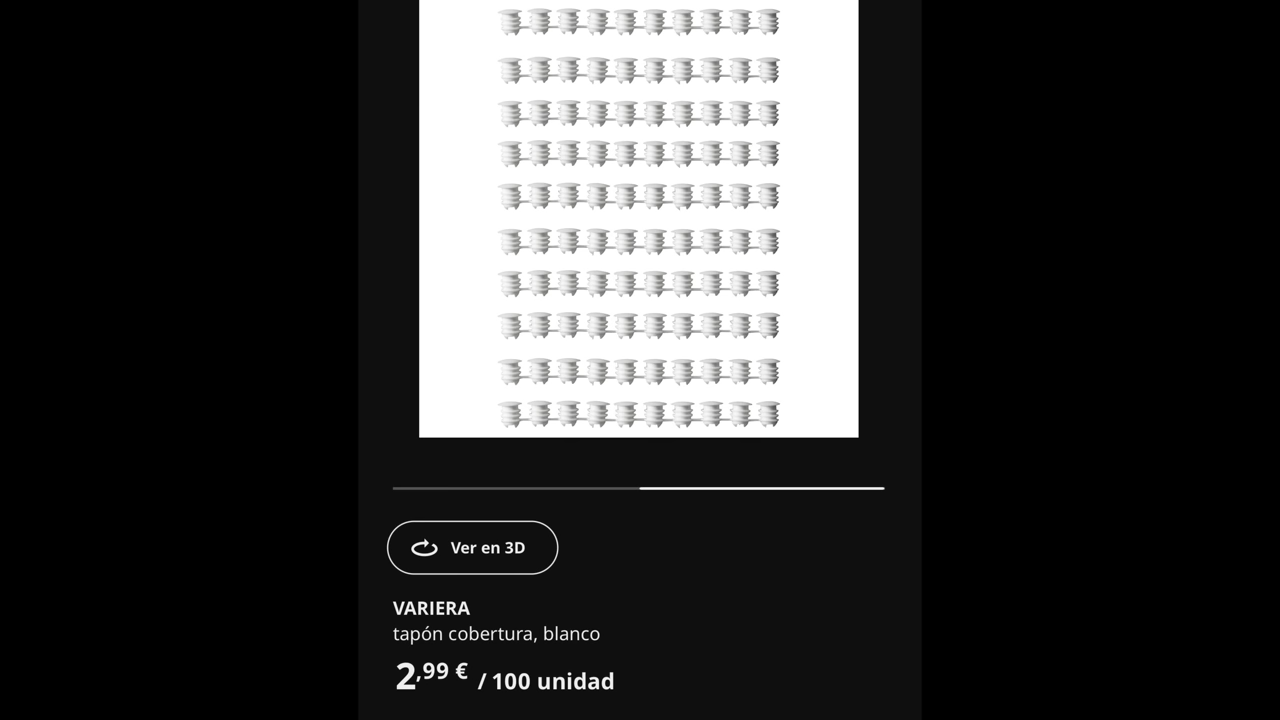 Ver en 3D
VARIERA
tapón cobertura, blanco
2,99 € / 100 unidad